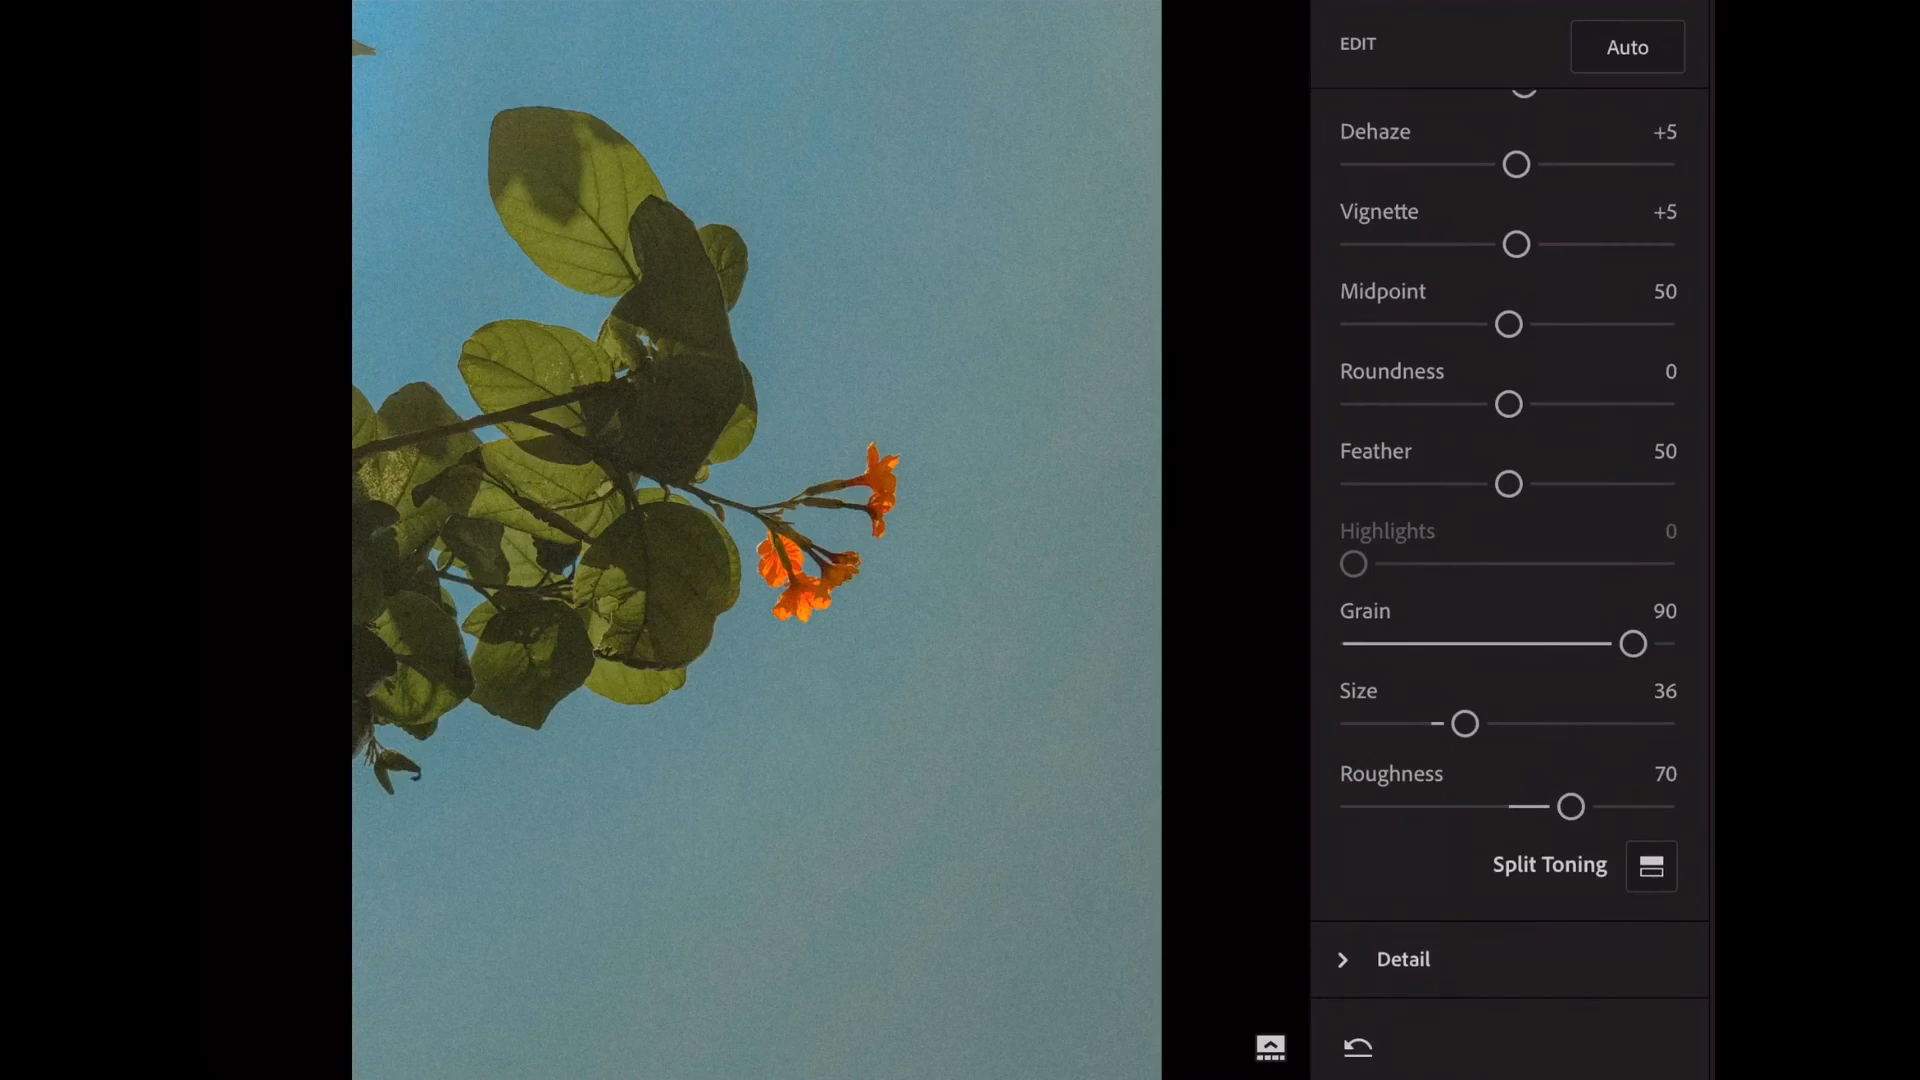 EDIT
Auto
Dehaze +5
Vignette +5
Midpoint 50
Roundness 0
Feather 50
Highlights 0
Grain 90
Size 36
Roughness 70
Split Toning
Detail